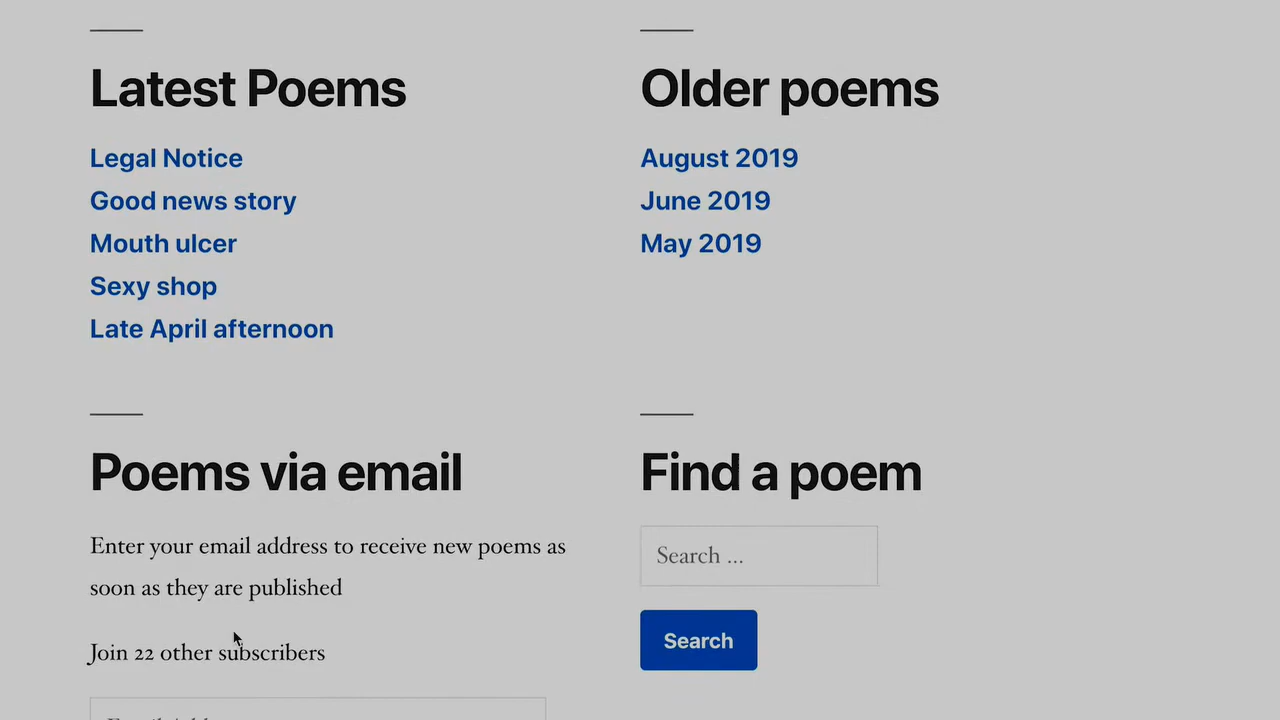 Latest Poems
Legal Notice
Good news story
Mouth ulcer
Sexy shop
Late April afternoon
Older poems
August 2019
June 2019
May 2019
Poems via email
Enter your email address to receive new poems as
soon as they are published
Join 22 other subscribers
Find a poem
Search ...
Search